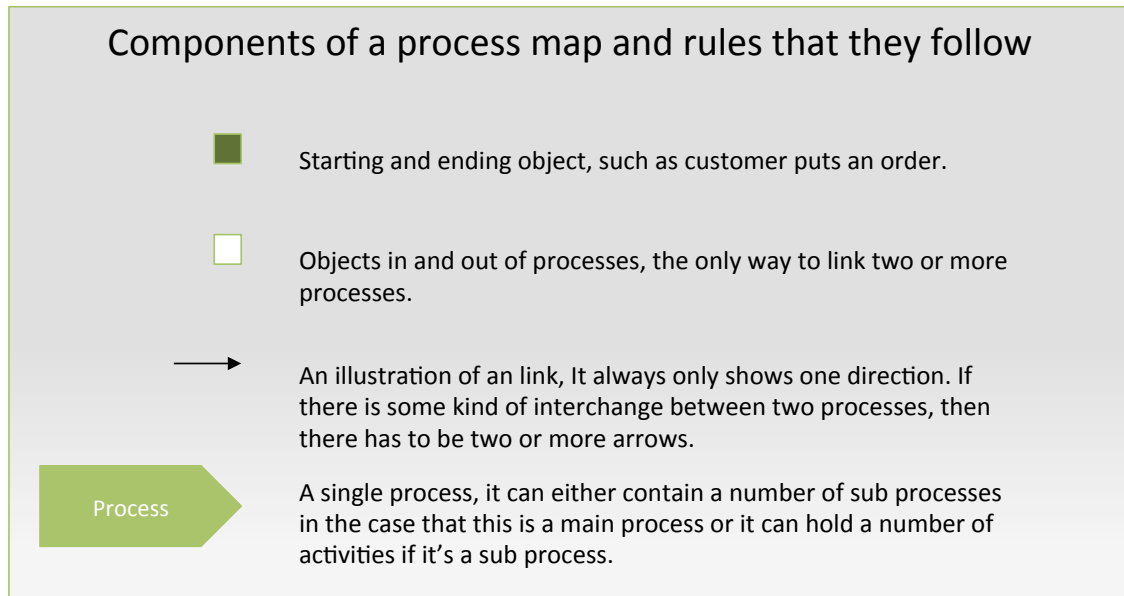 Components of a process map and rules that they follow
Starting and ending object, such as customer puts an order.
Objects in and out of processes, the only way to link two or more
processes.
An illustration of an link, It always only shows one direction. If
there is some kind of interchange between two processes, then
there has to be two or more arrows.
Process
A single process, it can either contain a number of sub processes
in the case that this is a main process or it can hold a number of
activities if it’s a sub process.